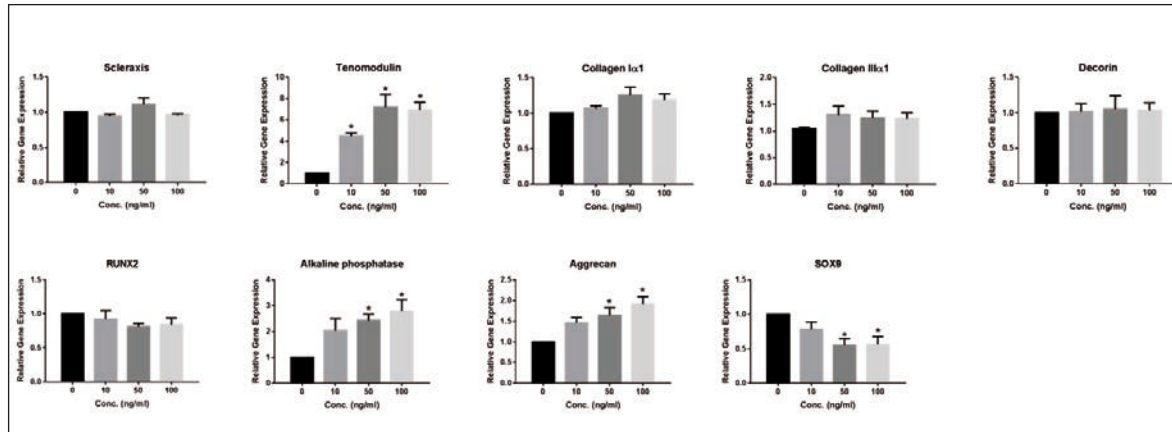 Scleraxis
Relative Gene Expression
1.5
1.0
0.5
0.0
0 10 50 100
Conc. (ng/ml)
Tenomodulin
Relative Gene Expression
10
8
6
4
2
0
* * *
0 10 50 100
Conc. (ng/ml)
Collagen Iα1
Relative Gene Expression
1.5
1.0
0.5
0.0
0 10 50 100
Conc. (ng/ml)
Collagen IIIα1
Relative Gene Expression
2.0
1.5
1.0
0.5
0.0
0 10 50 100
Conc. (ng/ml)
Decorin
Relative Gene Expression
1.5
1.0
0.5
0.0
0 10 50 100
Conc. (ng/ml)
RUNX2
Relative Gene Expression
1.5
1.0
0.5
0.0
0 10 50 100
Conc. (ng/ml)
Alkaline phosphatase
Relative Gene Expression
4
3
2
1
0
* *
0 10 50 100
Conc. (ng/ml)
Aggrecan
Relative Gene Expression
2.5
2.0
1.5
1.0
0.5
0.0
* *
0 10 50 100
Conc. (ng/ml)
SOX9
Relative Gene Expression
1.5
1.0
0.5
0.0
* *
0 10 50 100
Conc. (ng/ml)